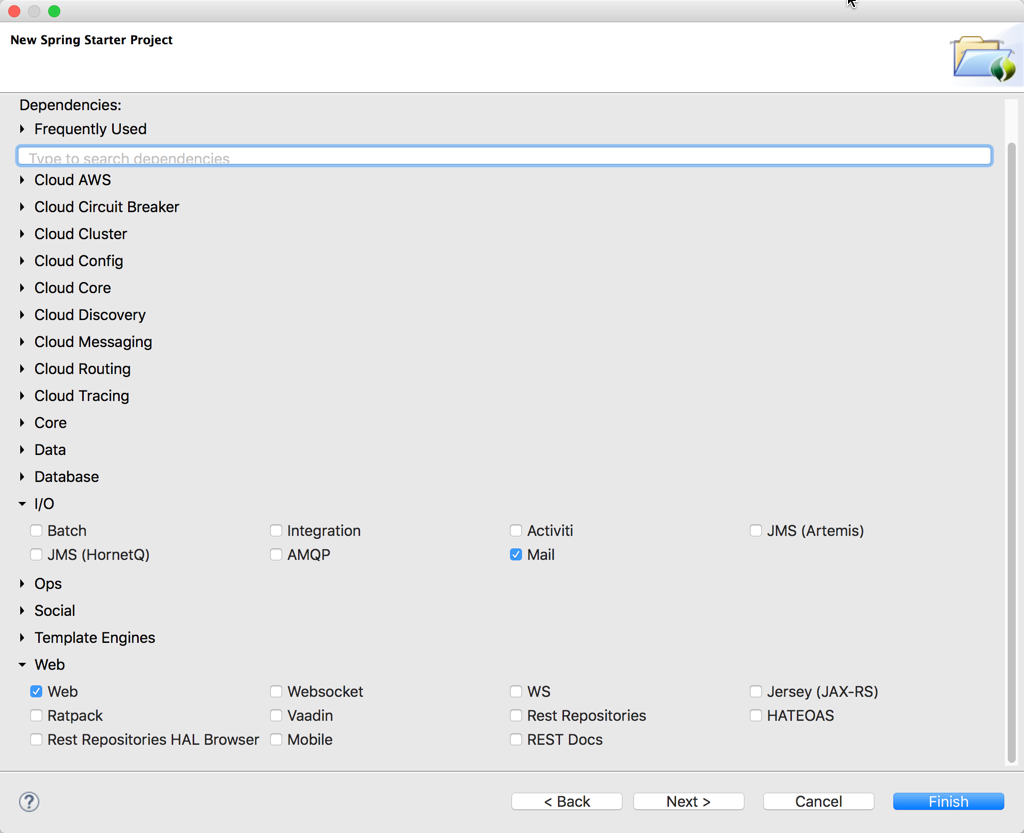 New Spring Starter Project
Dependencies:
Frequently Used
Type to search dependencies
Cloud AWS
Cloud Circuit Breaker
Cloud Cluster
Cloud Config
Cloud Core
Cloud Discovery
Cloud Messaging
Cloud Routing
Cloud Tracing
Core
Data
Database
I/O
Batch Integration Activiti JMS (Artemis)
JMS (HornetQ) AMQP Mail
Ops
Social
Template Engines
Web
Web Websocket WS Jersey (JAX-RS)
Ratpack Vaadin Rest Repositories HATEOAS
Rest Repositories HAL Browser Mobile REST Docs
? < Back Next > Cancel Finish